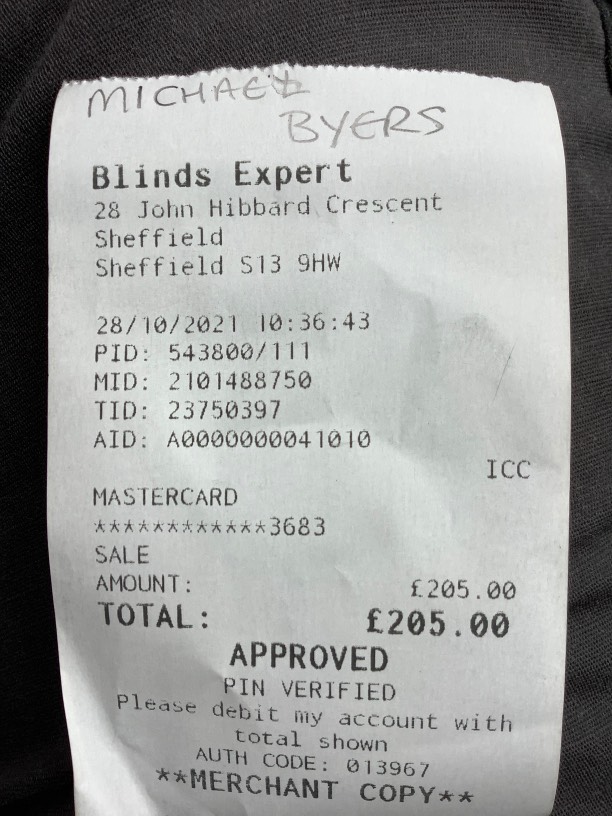 MICHAEL
BYERS
Blinds Expert
28 John Hibbard Crescent
Sheffield
Sheffield S13 9HW
28/10/2021 10:36:43
PID: 543800/111
MID: 2101488750
TID: 23750397
AID: A0000000041010
ICC
MASTERCARD
************3683
SALE
AMOUNT: £205.00
TOTAL: £205.00
APPROVED
PIN VERIFIED
Please debit my account with
total shown
AUTH CODE: 013967
**MERCHANT COPY**